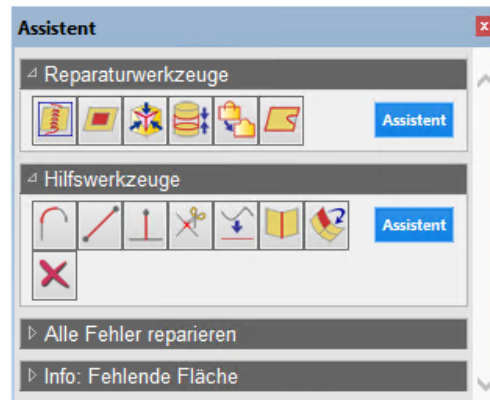 Assistent
Reparaturwerkzeuge
Assistent
Hilfswerkzeuge
Assistent
Alle Fehler reparieren
Info: Fehlende Fläche